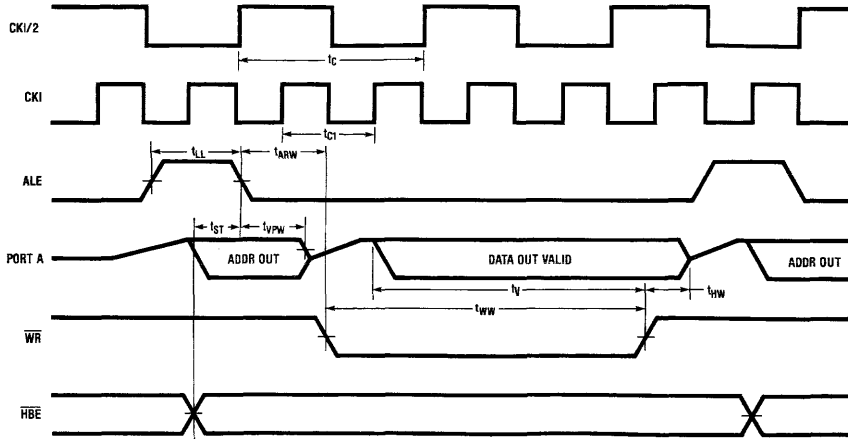 CKI/2
tC
CKI
tC1
tLL
tARW
ALE
tST
tVPW
PORT A
ADDR OUT
DATA OUT VALID
ADDR OUT
tV
tHW
tWW
WR
HBE